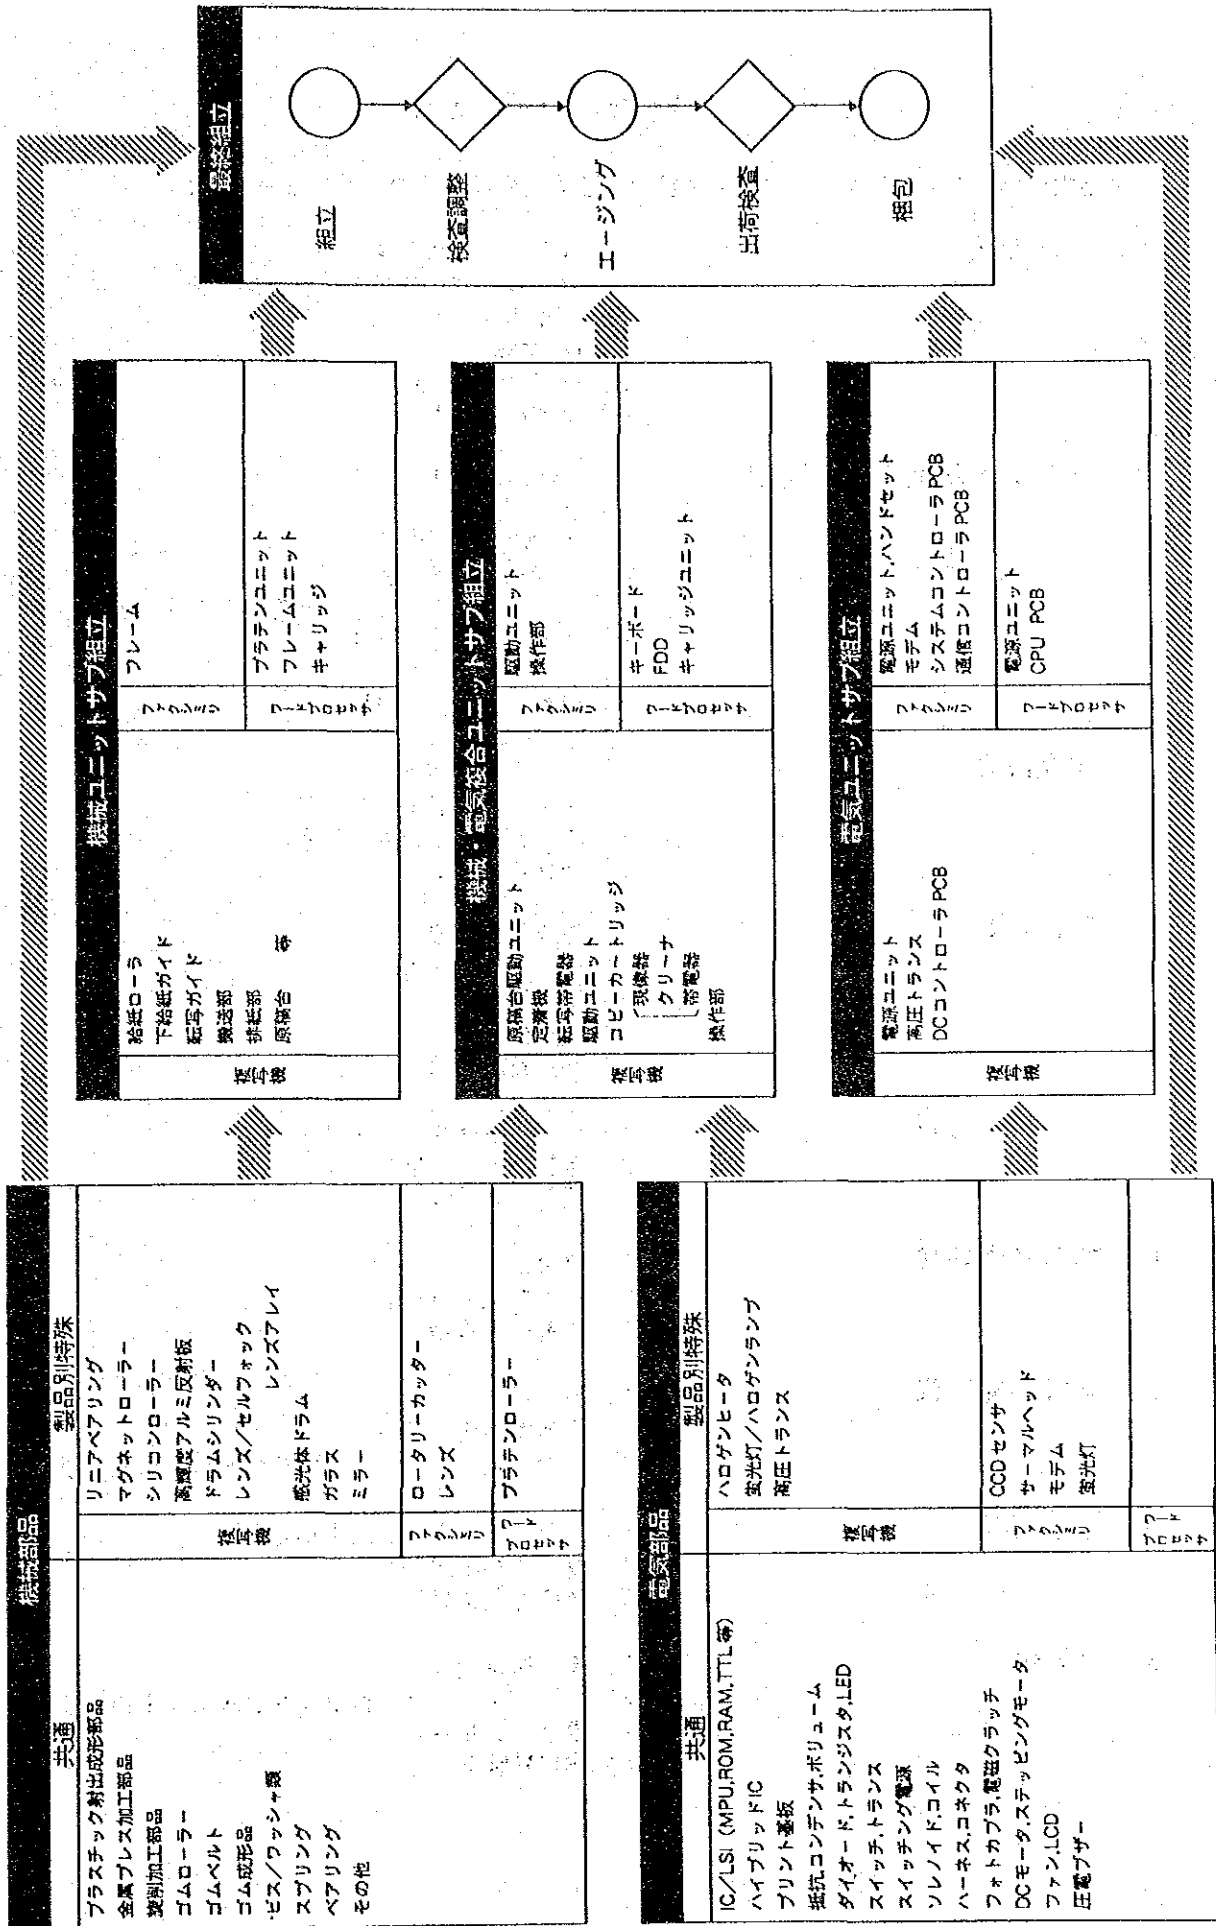 機械部品
共通
プラスチック射出成形部品
金属プレス加工部品
旋削加工部品
ゴムローラー
ゴムベルト
ゴム成形品
ビス／ワッシャ類
スプリング
ベアリング
その他
製品別特殊
複写機
リニアベアリング
マグネットローラー
シリコンローラー
高輝度アルミ反射板
ドラムシリンダー
レンズ／セルフォック
レンズアレイ
感光体ドラム
ガラス
ミラー
ファクシミリ
ロータリーカッター
レンズ
ワード
プロセッサ
プラテンローラー
電気部品
共通
IC／LSI（MPU,ROM,RAM,TTL等）
ハイブリッドIC
プリント基板
抵抗,コンデンサ,ボリューム
ダイオード,トランジスタ,LED
スイッチ,トランス
スイッチング電源
ソレノイド,コイル
ハーネス,コネクタ
フォトカプラ,電磁クラッチ
DCモータ,ステッピングモータ
ファン,LCD
圧電ブザー
製品別特殊
複写機
ハロゲンヒータ
蛍光灯／ハロゲンランプ
高圧トランス
ファクシミリ
CCDセンサ
サーマルヘッド
モデム
蛍光灯
ワード
プロセッサ
機械ユニットサブ組立
複写機
給紙ローラ
下給紙ガイド
転写ガイド
搬送部
排紙部
原稿台　等
ファクシミリ
フレーム
ワードプロセッサ
プラテンユニット
フレームユニット
キャリッジ
機械・電気複合ユニットサブ組立
複写機
原稿台駆動ユニット
定着機
転写帯電器
駆動ユニット
コピーカートリッジ
現像器
クリーナ
帯電器
操作部
ファクシミリ
駆動ユニット
操作部
ワードプロセッサ
キーボード
FDD
キャリッジユニット
電気ユニットサブ組立
複写機
電源ユニット
高圧トランス
DCコントローラPCB
ファクシミリ
電源ユニット,ハンドセット
モデム
システムコントローラPCB
通信コントローラPCB
ワードプロセッサ
電源ユニット
CPU PCB
最終組立
組立
検査調整
エージング
出荷検査
梱包